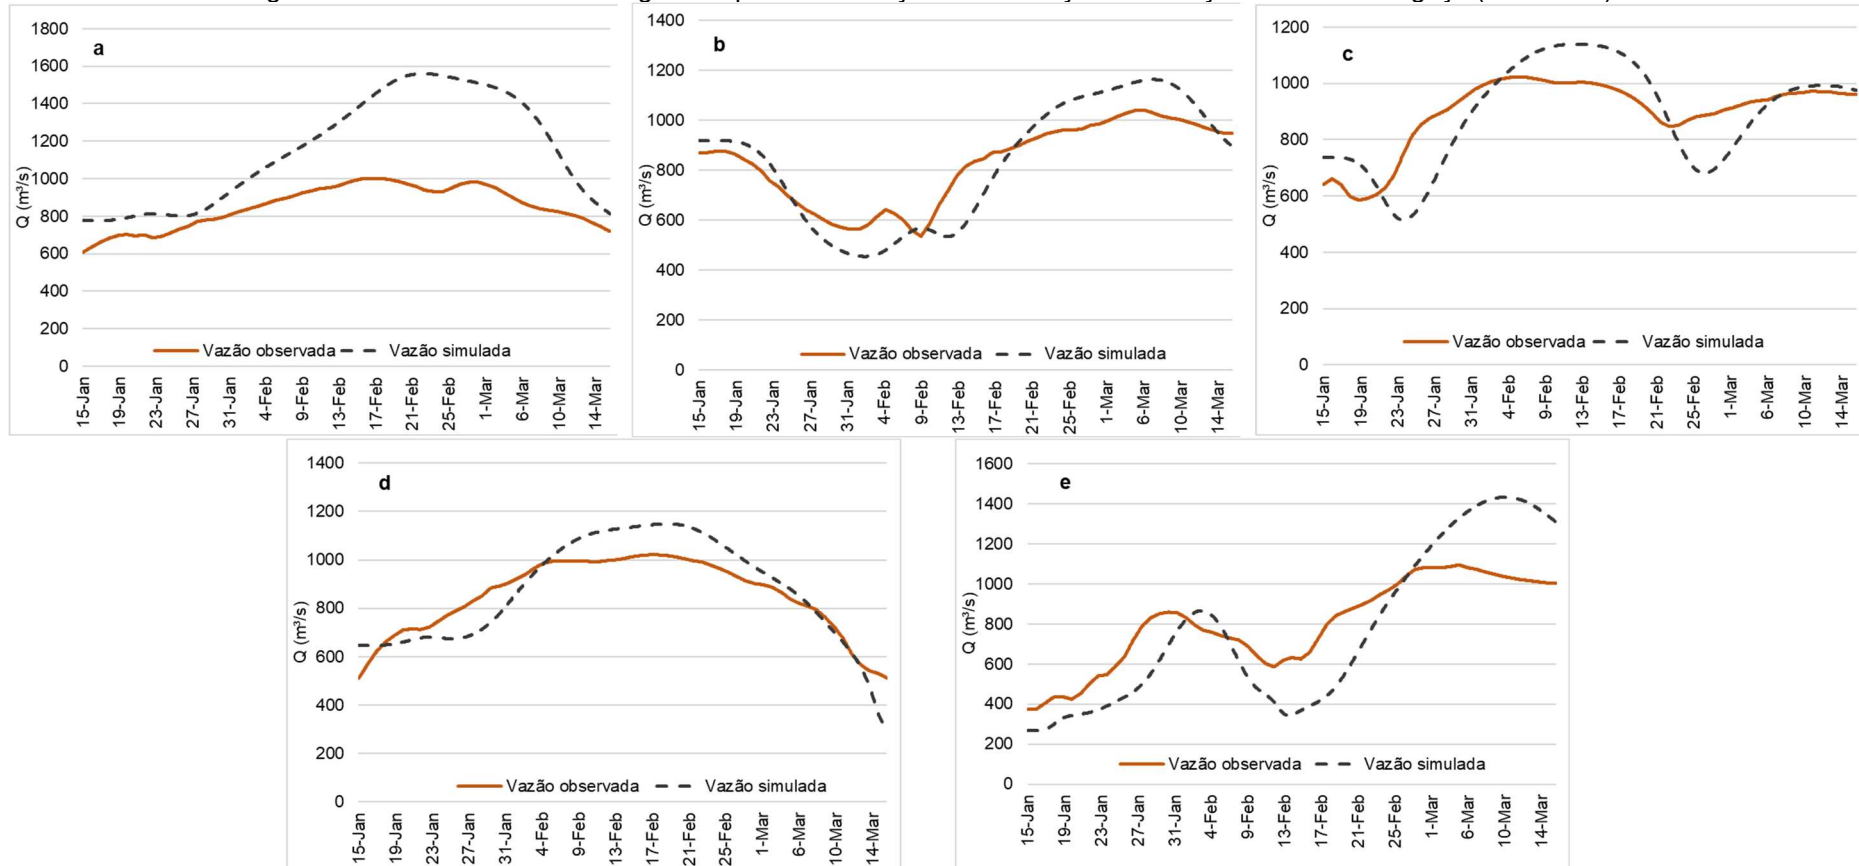 a
1800
1600
1400
1200
1000
800
600
400
200
0
Q (m³/s)
Vazão observada
Vazão simulada
15-Jan
19-Jan
23-Jan
27-Jan
31-Jan
4-Feb
9-Feb
13-Feb
17-Feb
21-Feb
25-Feb
1-Mar
6-Mar
10-Mar
14-Mar
b
1400
1200
1000
800
600
400
200
0
Q (m³/s)
Vazão observada
Vazão simulada
15-Jan
19-Jan
23-Jan
27-Jan
31-Jan
4-Feb
9-Feb
13-Feb
17-Feb
21-Feb
25-Feb
1-Mar
6-Mar
10-Mar
14-Mar
c
1200
1000
800
600
400
200
0
Q (m³/s)
Vazão observada
Vazão simulada
15-Jan
19-Jan
23-Jan
27-Jan
31-Jan
4-Feb
9-Feb
13-Feb
17-Feb
21-Feb
25-Feb
1-Mar
6-Mar
10-Mar
14-Mar
d
1400
1200
1000
800
600
400
200
0
Q (m³/s)
Vazão observada
Vazão simulada
15-Jan
19-Jan
23-Jan
27-Jan
31-Jan
4-Feb
9-Feb
13-Feb
17-Feb
21-Feb
25-Feb
1-Mar
6-Mar
10-Mar
14-Mar
e
1600
1400
1200
1000
800
600
400
200
0
Q (m³/s)
Vazão observada
Vazão simulada
15-Jan
19-Jan
23-Jan
27-Jan
31-Jan
4-Feb
9-Feb
13-Feb
17-Feb
21-Feb
25-Feb
1-Mar
6-Mar
10-Mar
14-Mar